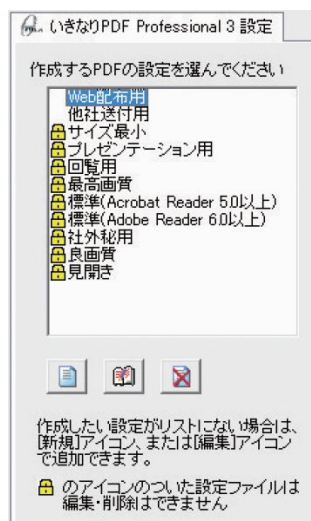 いきなりPDF Professional 3 設定
作成するPDFの設定を選んでください
Web配布用
他社送付用
サイズ最小
プレゼンテーション用
回覧用
最高画質
標準(Acrobat Reader 5.0以上)
標準(Adobe Reader 6.0以上)
社外秘用
良画質
見開き
作成したい設定がリストにない場合は、
[新規]アイコン、または[編集]アイコン
で追加できます。
のアイコンのついた設定ファイルは
編集・削除はできません